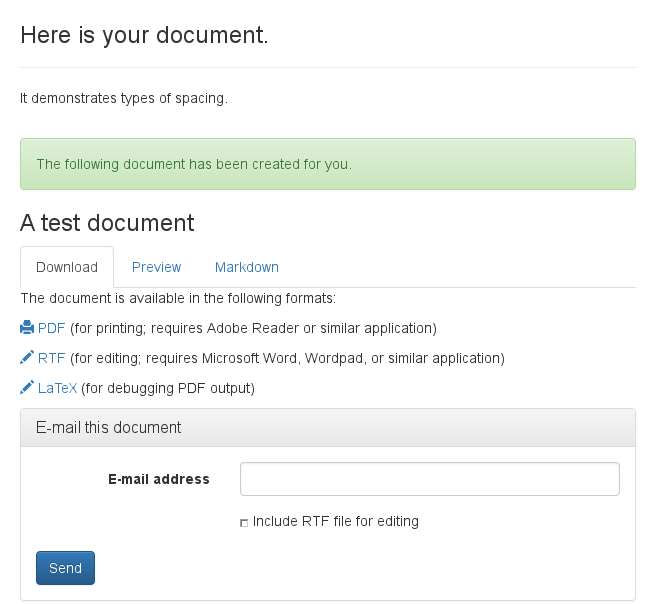 Here is your document.
It demonstrates types of spacing.
The following document has been created for you.
A test document
Download Preview Markdown
The document is available in the following formats:
PDF (for printing; requires Adobe Reader or similar application)
RTF (for editing; requires Microsoft Word, Wordpad, or similar application)
LaTeX (for debugging PDF output)
E-mail this document
E-mail address
Include RTF file for editing
Send